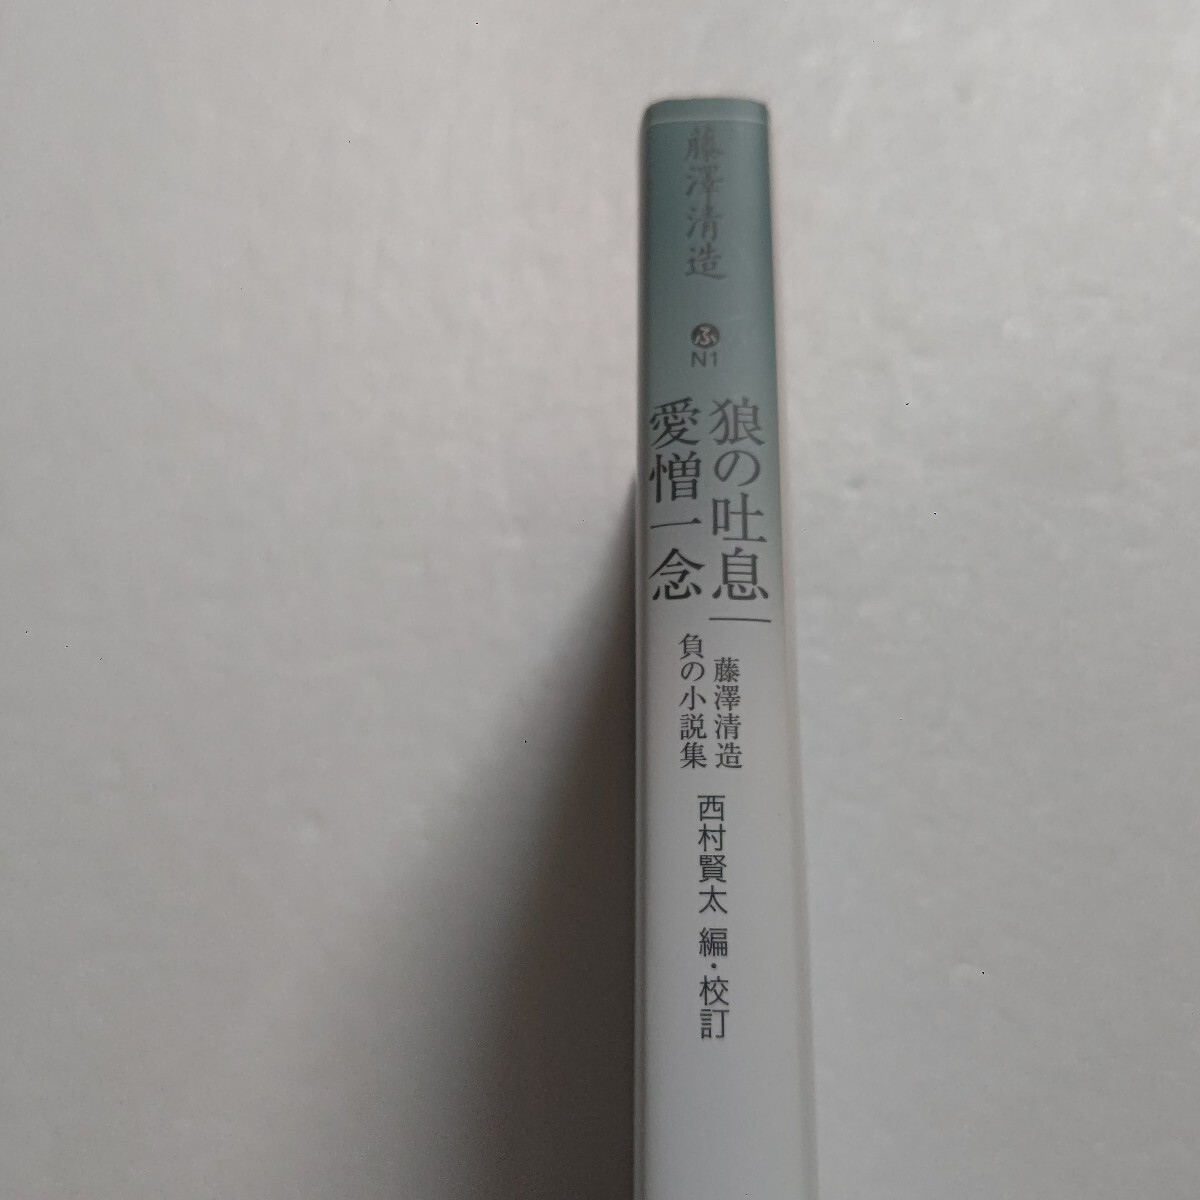 藤澤清造
ふ
N1
狼の吐息
愛憎一念
藤澤清造
負の小説集
西村賢太 編・校訂